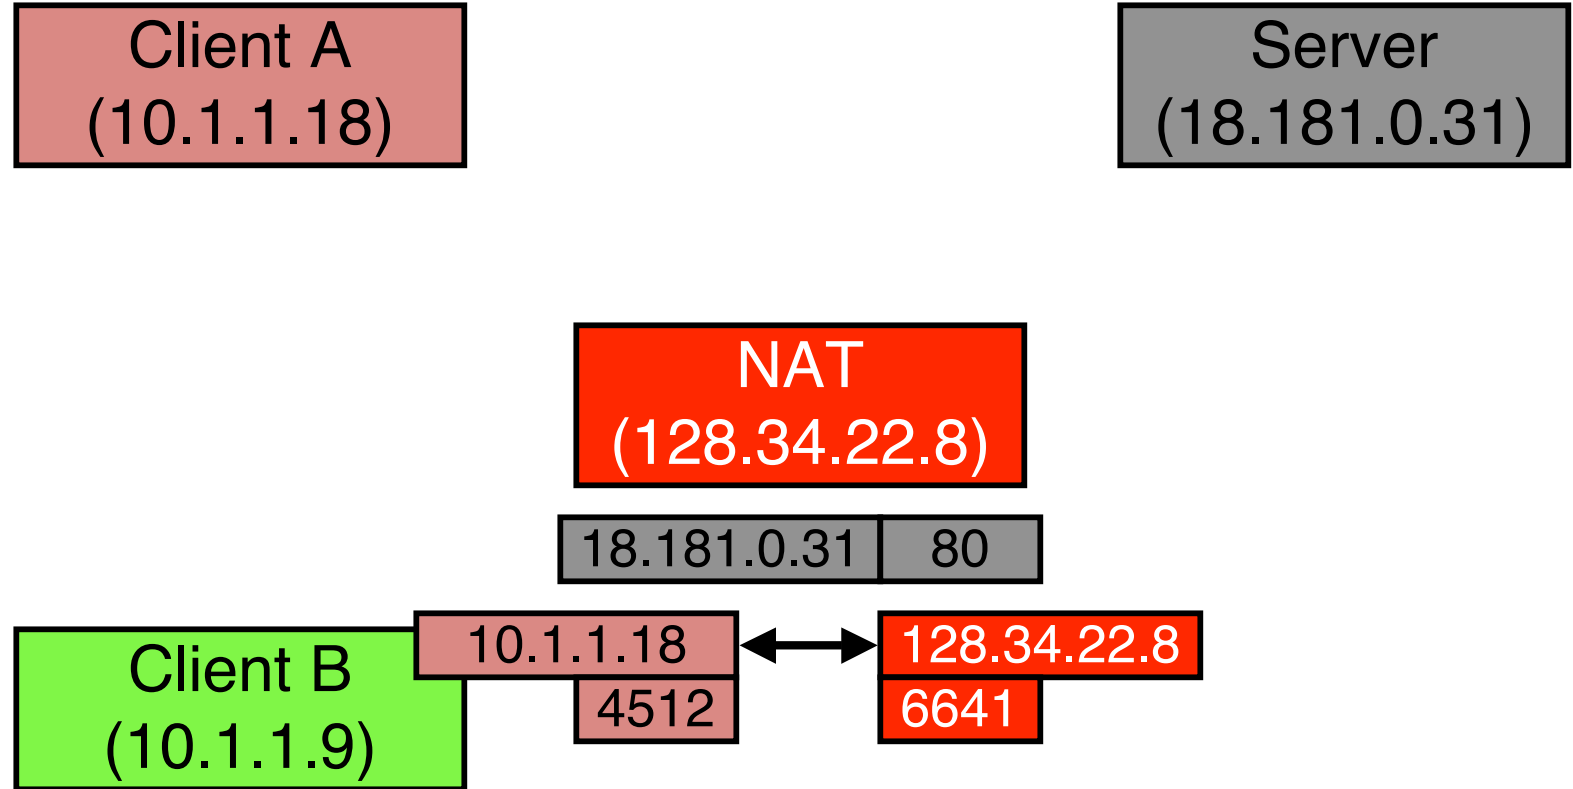 Client A
(10.1.1.18)
Server
(18.181.0.31)
NAT
(128.34.22.8)
18.181.0.31 80
10.1.1.18 128.34.22.8
4512 6641
Client B
(10.1.1.9)